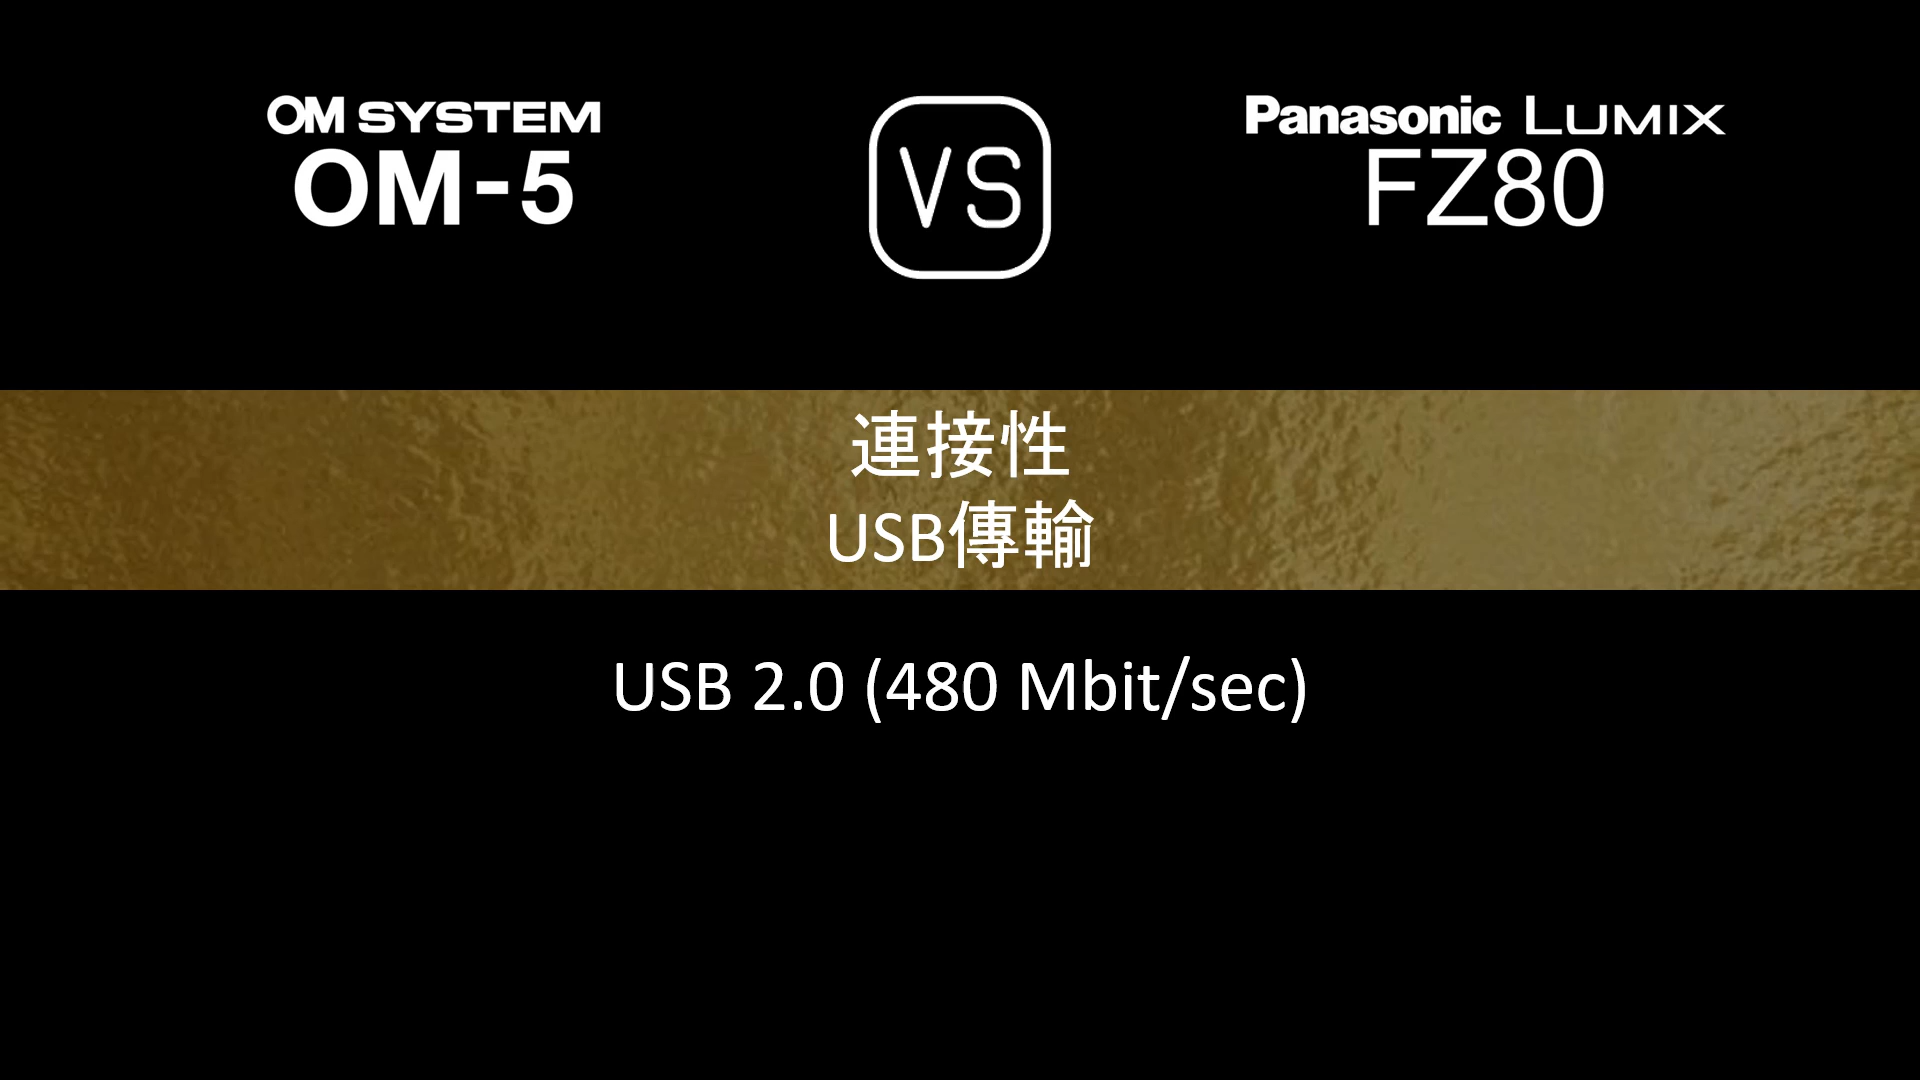 OM SYSTEM
OM-5
VS
Panasonic LUMIX
FZ80
連接性
USB傳輸
USB 2.0 (480 Mbit/sec)